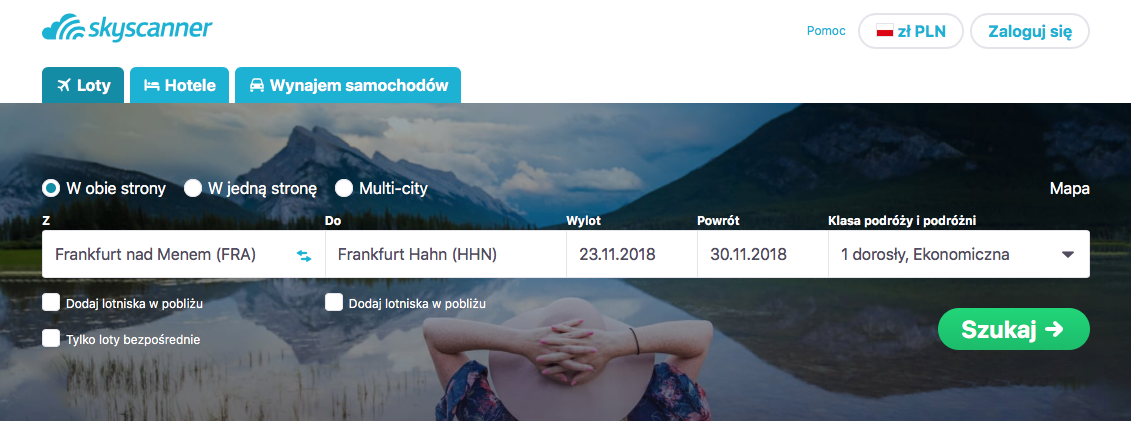 skyscanner
Pomoc
zł PLN
Zaloguj się
Loty
Hotele
Wynajem samochodów
W obie strony
W jedną stronę
Multi-city
Mapa
Z
Do
Wylot
Powrót
Klasa podróży i podróżni
Frankfurt nad Menem (FRA)
Frankfurt Hahn (HHN)
23.11.2018
30.11.2018
1 dorosły, Ekonomiczna
Dodaj lotniska w pobliżu
Dodaj lotniska w pobliżu
Tylko loty bezpośrednie
Szukaj